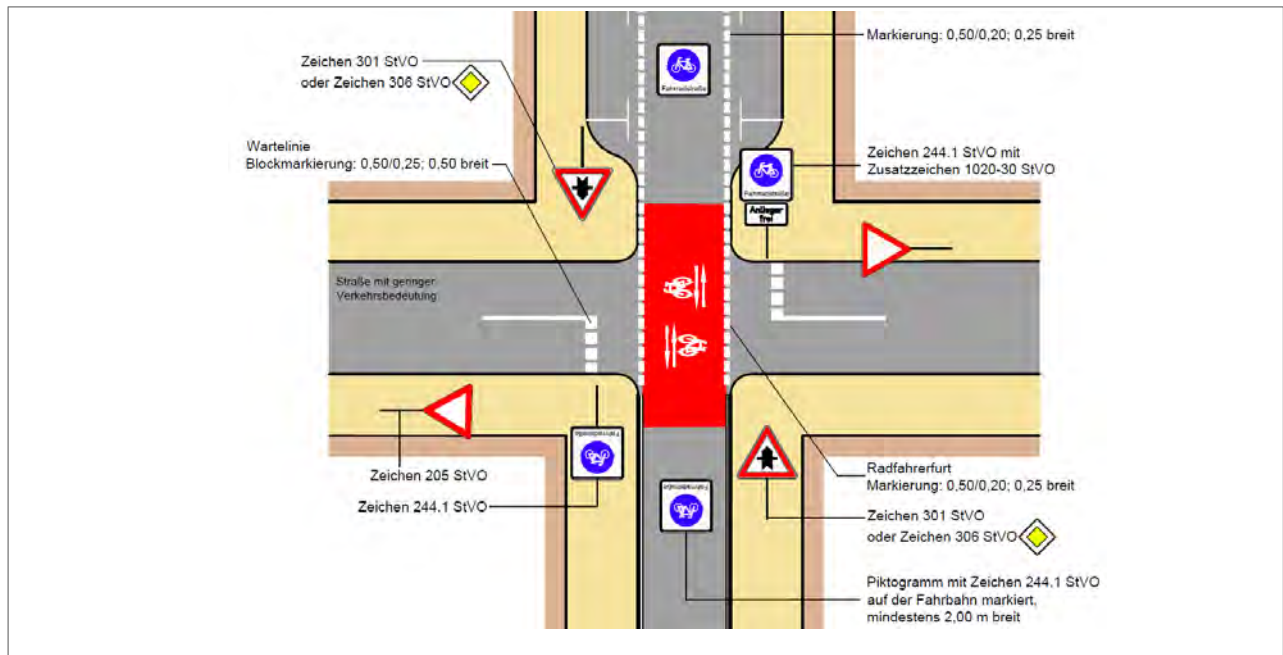 Markierung: 0,50/0,20; 0,25 breit
Zeichen 301 StVO
oder Zeichen 306 StVO
Fahrradstraße
Wartelinie
Blockmarkierung: 0,50/0,25; 0,50 breit
Zeichen 244.1 StVO mit
Zusatzzeichen 1020-30 StVO
Fahrradstraße
Anlieger
frei
Straße mit geringer
Verkehrsbedeutung
Fahrradstraße
Zeichen 205 StVO
Zeichen 244.1 StVO
Fahrradstraße
Radfahrerfurt
Markierung: 0,50/0,20; 0,25 breit
Zeichen 301 StVO
oder Zeichen 306 StVO
Piktogramm mit Zeichen 244.1 StVO
auf der Fahrbahn markiert,
mindestens 2,00 m breit